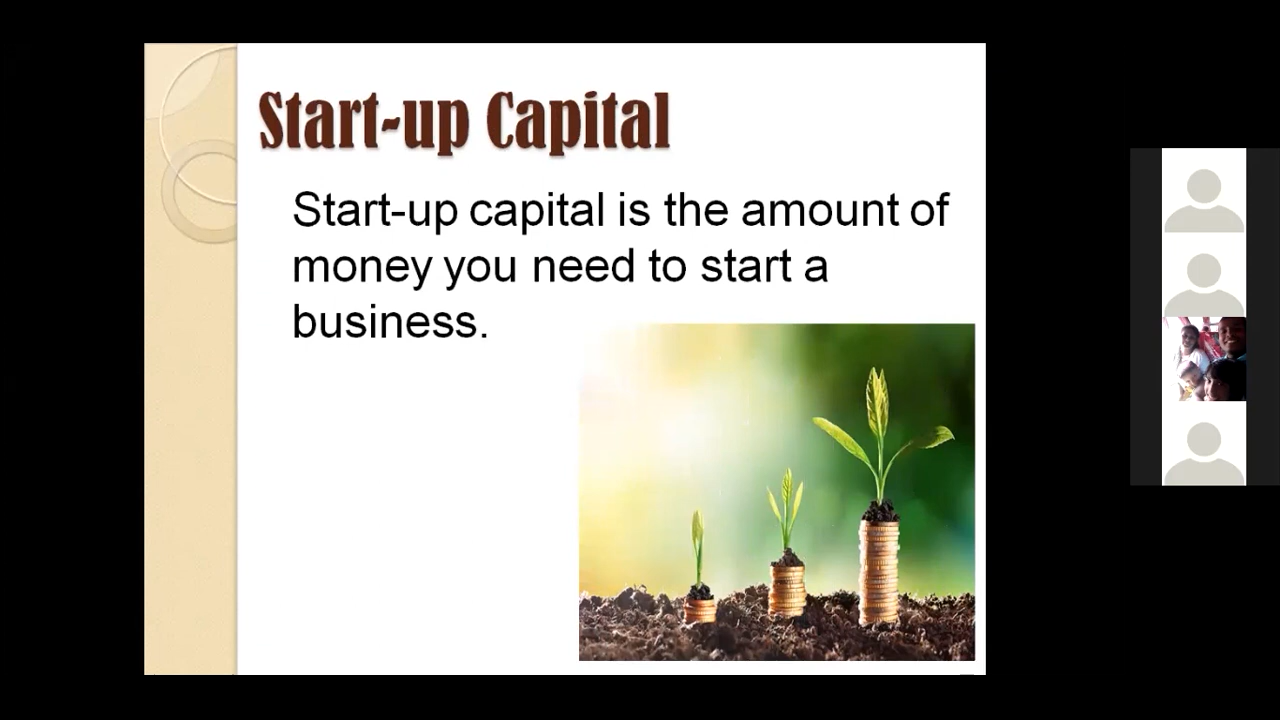 Start-up Capital
Start-up capital is the amount of
money you need to start a
business.